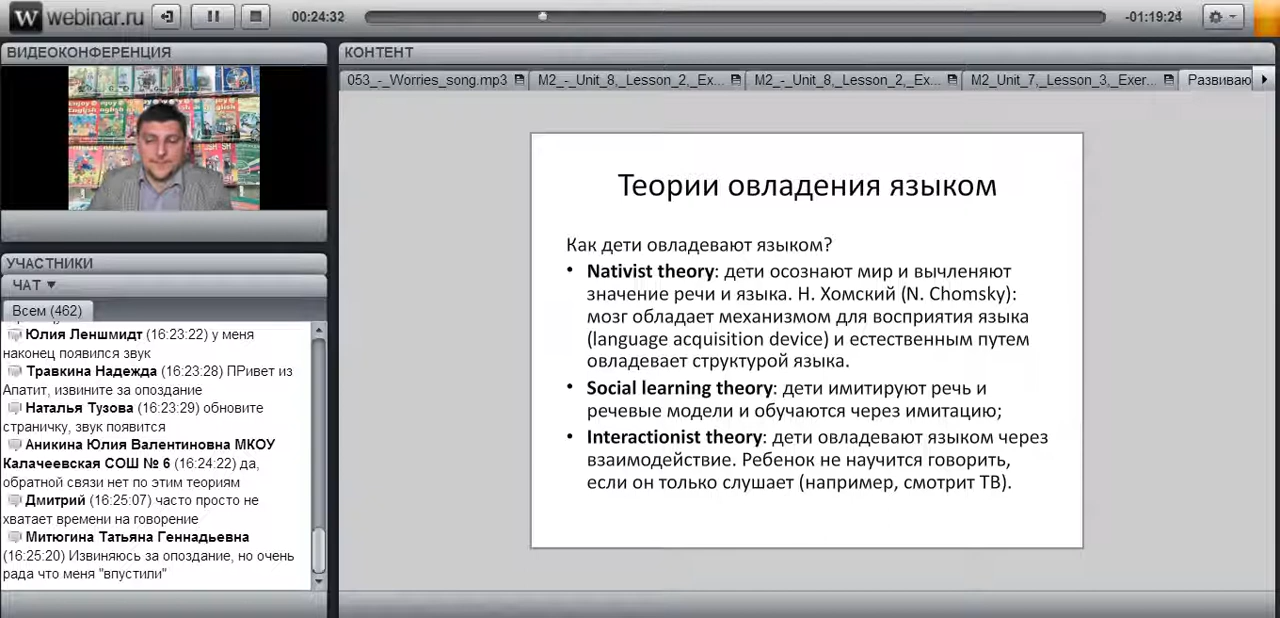 webinar.ru
00:24:32
-01:19:24
ВИДЕОКОНФЕРЕНЦИЯ
УЧАСТНИКИ
ЧАТ
Всем (462)
Юлия Леншмидт (16:23:22) у меня
наконец появился звук
Травкина Надежда (16:23:28) ПРивет из
Апатит, извините за опоздание
Наталья Тузова (16:23:29) обновите
страничку, звук появится
Аникина Юлия Валентиновна МКОУ
Калачеевская СОШ № 6 (16:24:22) да,
обратной связи нет по этим теориям
Дмитрий (16:25:07) часто просто не
хватает времени на говорение
Митюгина Татьяна Геннадьевна
(16:25:20) Извиняюсь за опоздание, но очень
рада что меня "впустили"
КОНТЕНТ
053_-_Worries_song.mp3
M2_-_Unit_8,_Lesson_2,_Ex...
M2_-_Unit_8,_Lesson_2,_Ex...
M2_Unit_7,_Lesson_3,_Exer...
Развиваю
Теории овладения языком
Как дети овладевают языком?
• Nativist theory: дети осознают мир и вычленяют
значение речи и языка. Н. Хомский (N. Chomsky):
мозг обладает механизмом для восприятия языка
(language acquisition device) и естественным путем
овладевает структурой языка.
• Social learning theory: дети имитируют речь и
речевые модели и обучаются через имитацию;
• Interactionist theory: дети овладевают языком через
взаимодействие. Ребенок не научится говорить,
если он только слушает (например, смотрит ТВ).